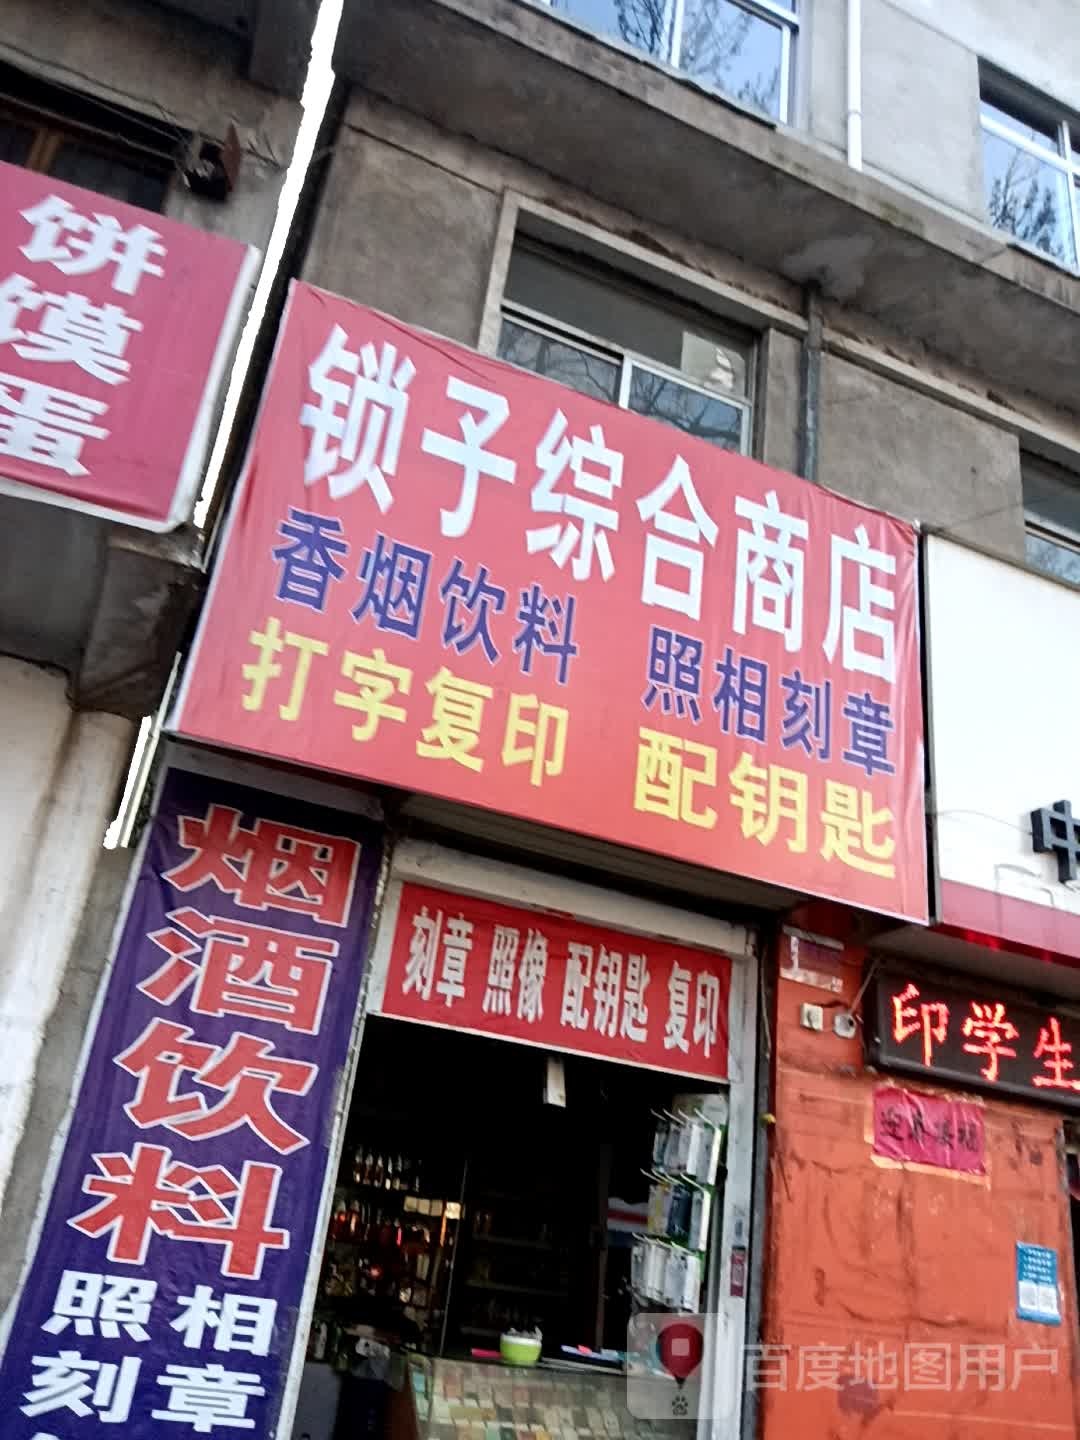 饼
馍
蛋
锁子综合商店
香烟饮料 照相刻章
打字复印 配钥匙
烟酒饮料
照相
刻章
刻章 照像 配钥匙 复印
中
印学生
百度地图用户